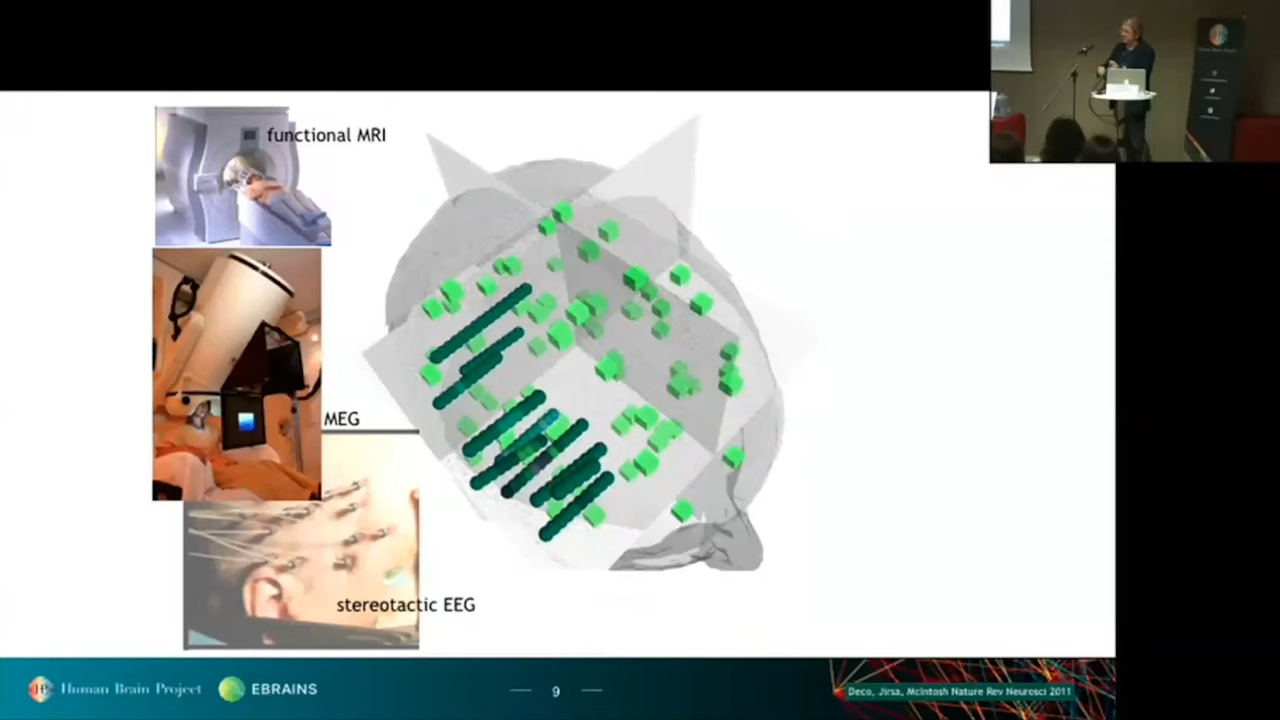 functional MRI
MEG
stereotactic EEG
Human Brain Project
EBRAINS
9
Deco, Jirsa, McIntosh Nature Rev Neurosci 2011